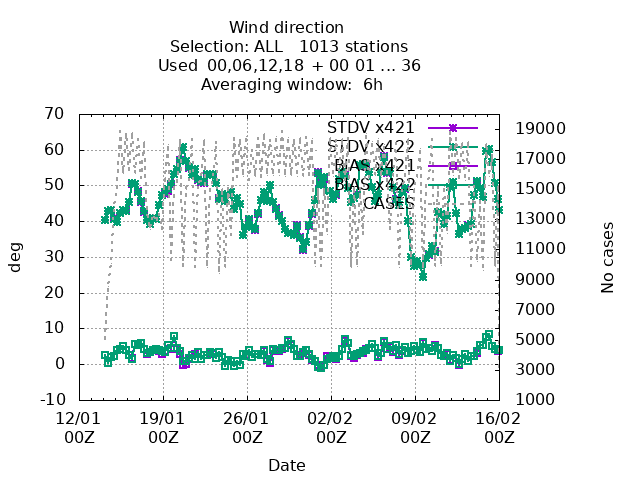 Wind direction
Selection: ALL   1013 stations
Used  00,06,12,18  + 00 01 ... 36
Averaging window:  6h
70
60
50
40
30
20
10
0
-10
deg
STDV x421
STDV x422
BIAS x421
BIAS x422
CASES
19000
17000
15000
13000
11000
9000
7000
5000
3000
1000
No cases
12/01 19/01 26/01 02/02 09/02 16/02
00Z 00Z 00Z 00Z 00Z 00Z
Date